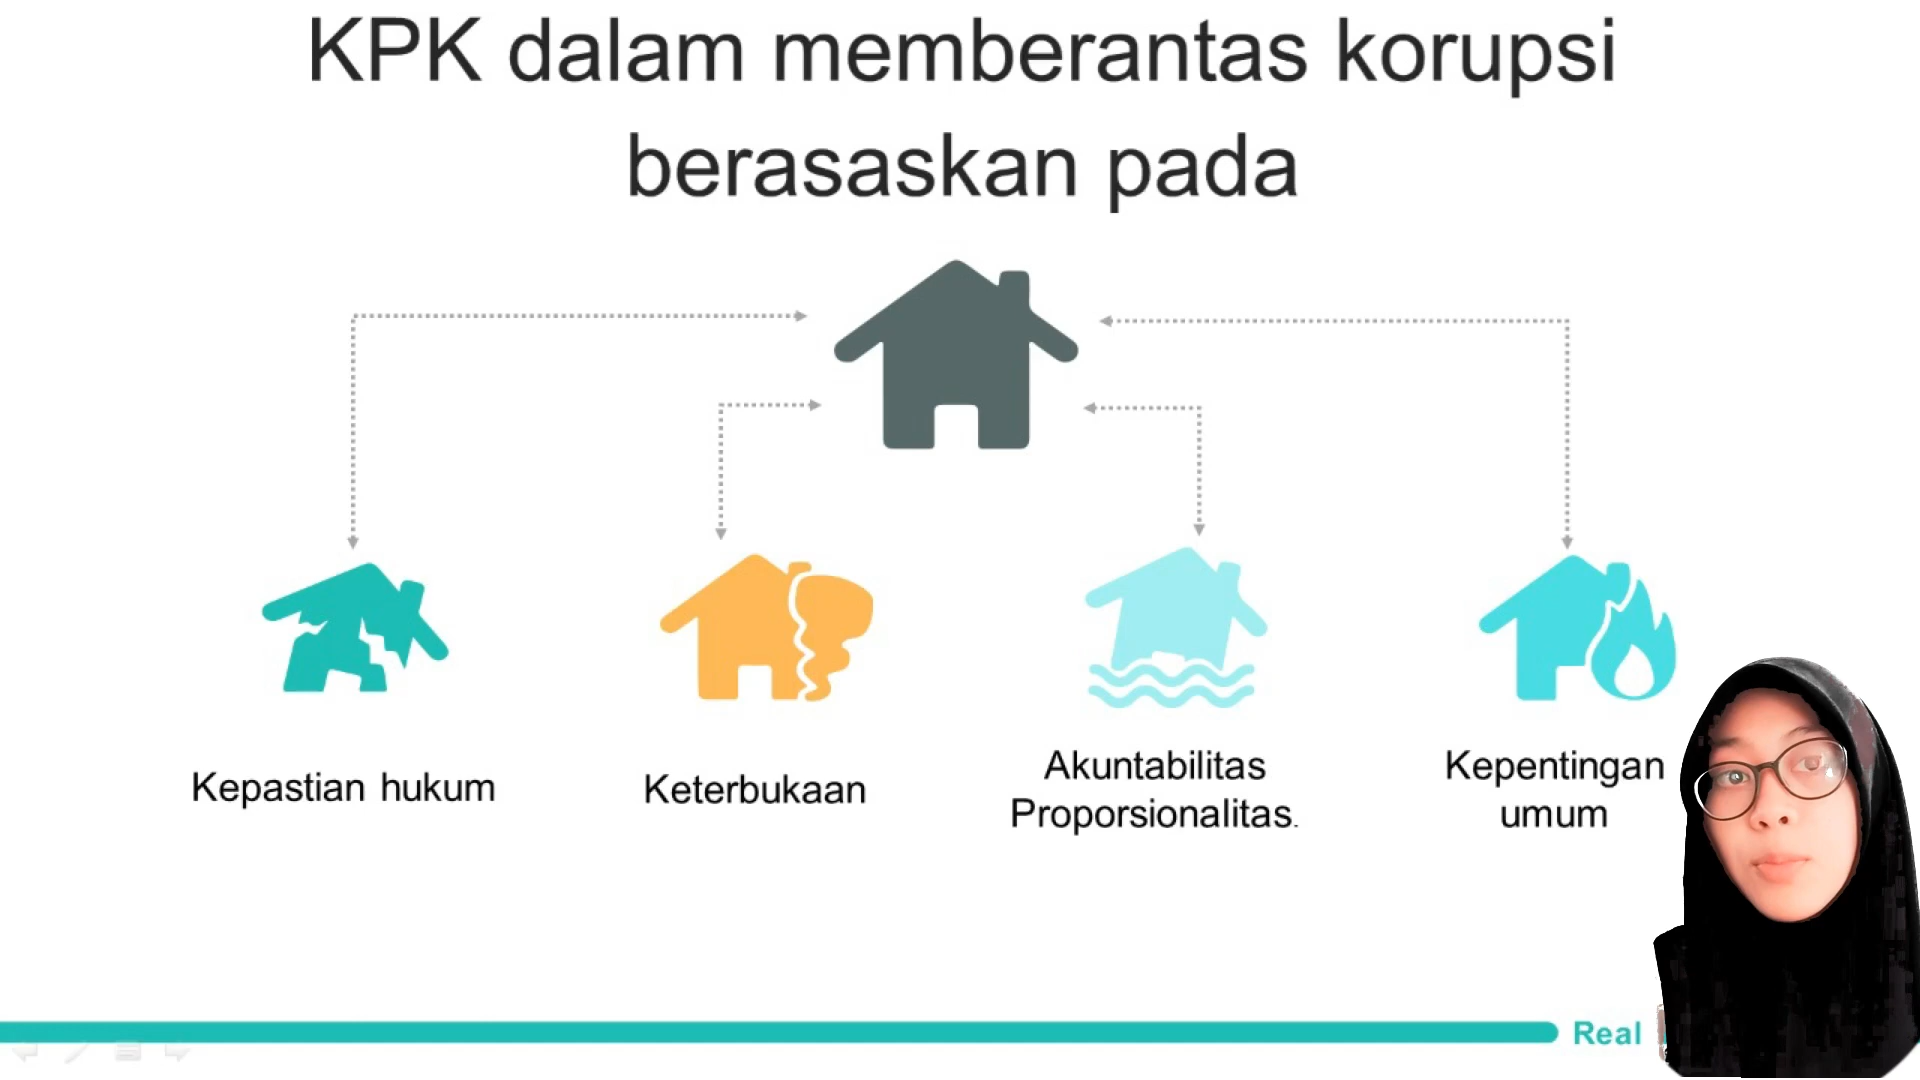 KPK dalam memberantas korupsi
berasaskan pada
Kepastian hukum
Keterbukaan
Akuntabilitas
Proporsionalitas.
Kepentingan
umum
Real